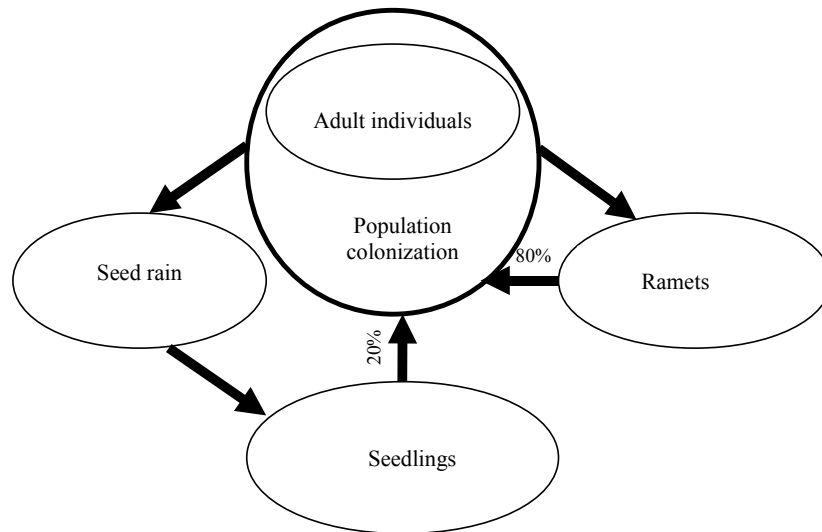 Adult individuals
Population
colonization
80%
Seed rain
Ramets
20%
Seedlings